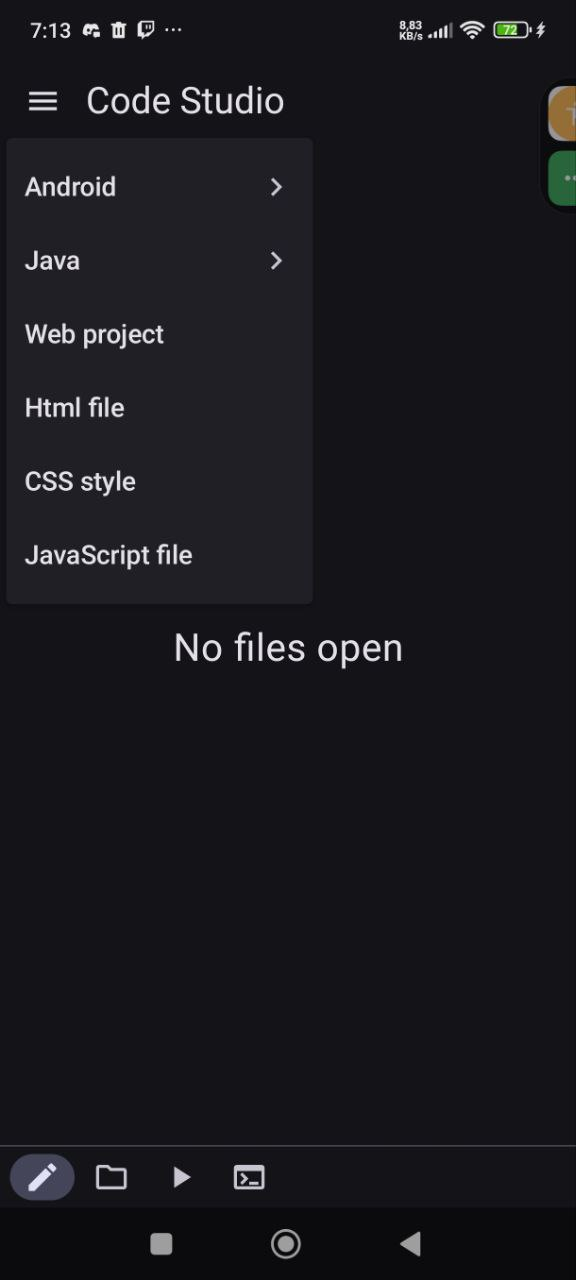 7:13
8,83
KB/s
72
Code Studio
Android
Java
Web project
Html file
CSS style
JavaScript file
No files open